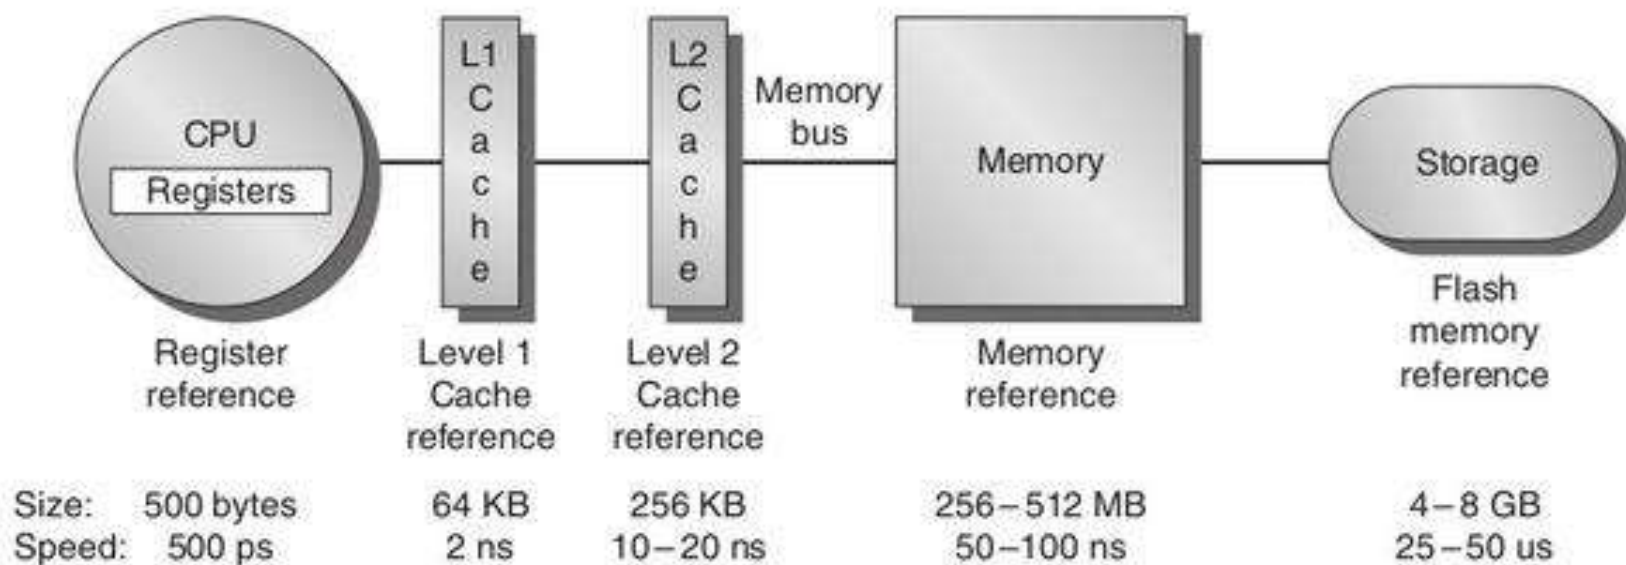 CPU
Registers
L1
C
a
c
h
e
L2
C
a
c
h
e
Memory
bus
Memory
Storage
Register
reference
Level 1
Cache
reference
Level 2
Cache
reference
Memory
reference
Flash
memory
reference
Size: 500 bytes 64 KB 256 KB 256–512 MB 4–8 GB
Speed: 500 ps 2 ns 10–20 ns 50–100 ns 25–50 us